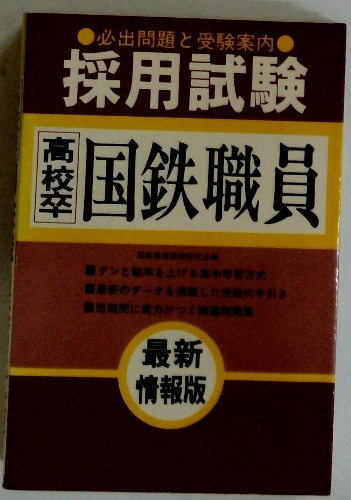 ●必出問題と受験案内●
採用試験
高校卒
国鉄職員
■グンと能率を上げる集中学習方式
■最新のデータを満載した受験の手引き
■短期間に実力がつく精選問題集
最新
情報版